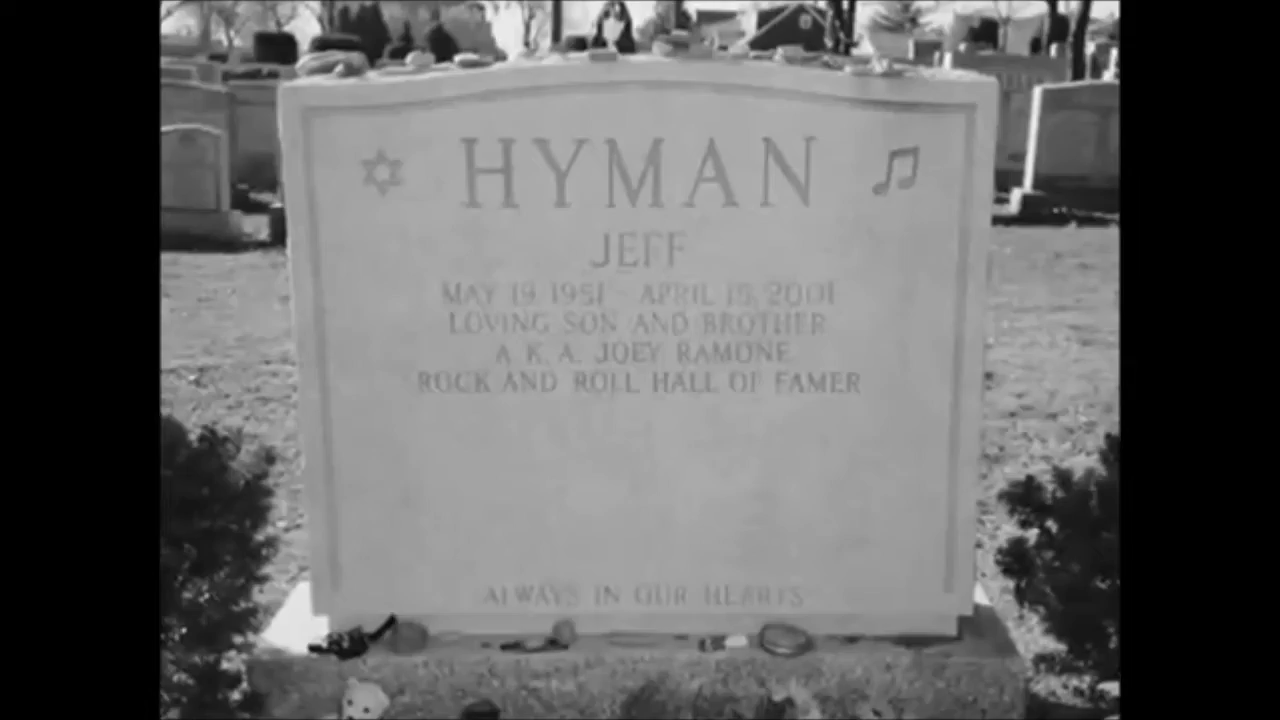 HYMAN
JEFF
MAY 19, 1951 - APRIL 15, 2001
LOVING SON AND BROTHER
A.K.A. JOEY RAMONE
ROCK AND ROLL HALL OF FAMER
ALWAYS IN OUR HEARTS